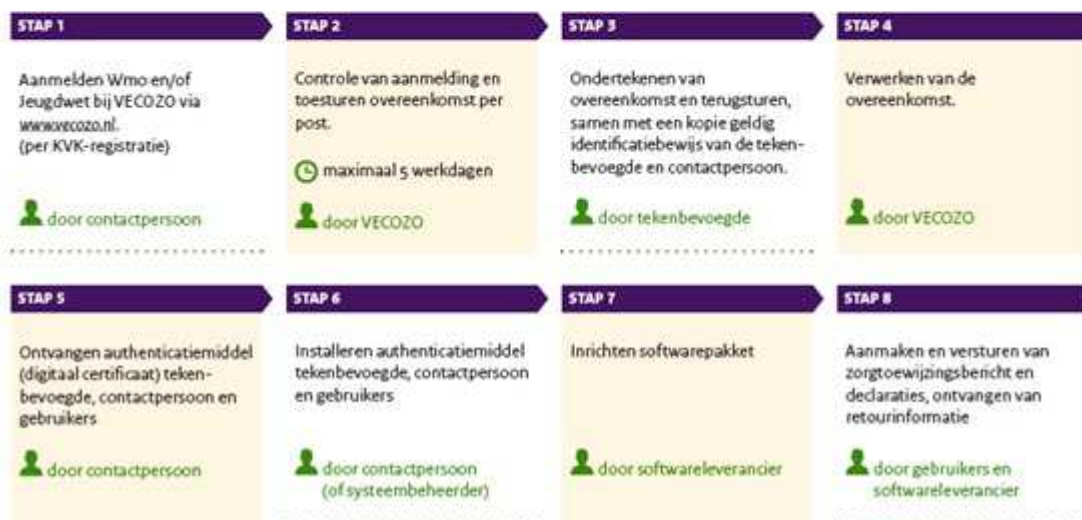 STAP 1
Aanmelden Wmo en/of
Jeugdwet bij VECOZO via
www.vecozo.nl.
(per KVK-registratie)
door contactpersoon
STAP 2
Controle van aanmelding en
toesturen overeenkomst per
post.
maximaal 5 werkdagen
door VECOZO
STAP 3
Ondertekenen van
overeenkomst en terugsturen,
samen met een kopie geldig
identificatiebewijs van de teken-
bevoegde en contactpersoon.
door tekenbevoegde
STAP 4
Verwerken van de
overeenkomst.
door VECOZO
STAP 5
Ontvangen authenticatiemiddel
(digitaal certificaat) teken-
bevoegde, contactpersoon en
gebruikers
door contactpersoon
STAP 6
Installeren authenticatiemiddel
tekenbevoegde, contactpersoon
en gebruikers
door contactpersoon
(of systeembeheerder)
STAP 7
Inrichten softwarepakket
door softwareleverancier
STAP 8
Aanmaken en versturen van
zorgtoewijzingsbericht en
declaraties, ontvangen van
retourinformatie
door gebruikers en
softwareleverancier